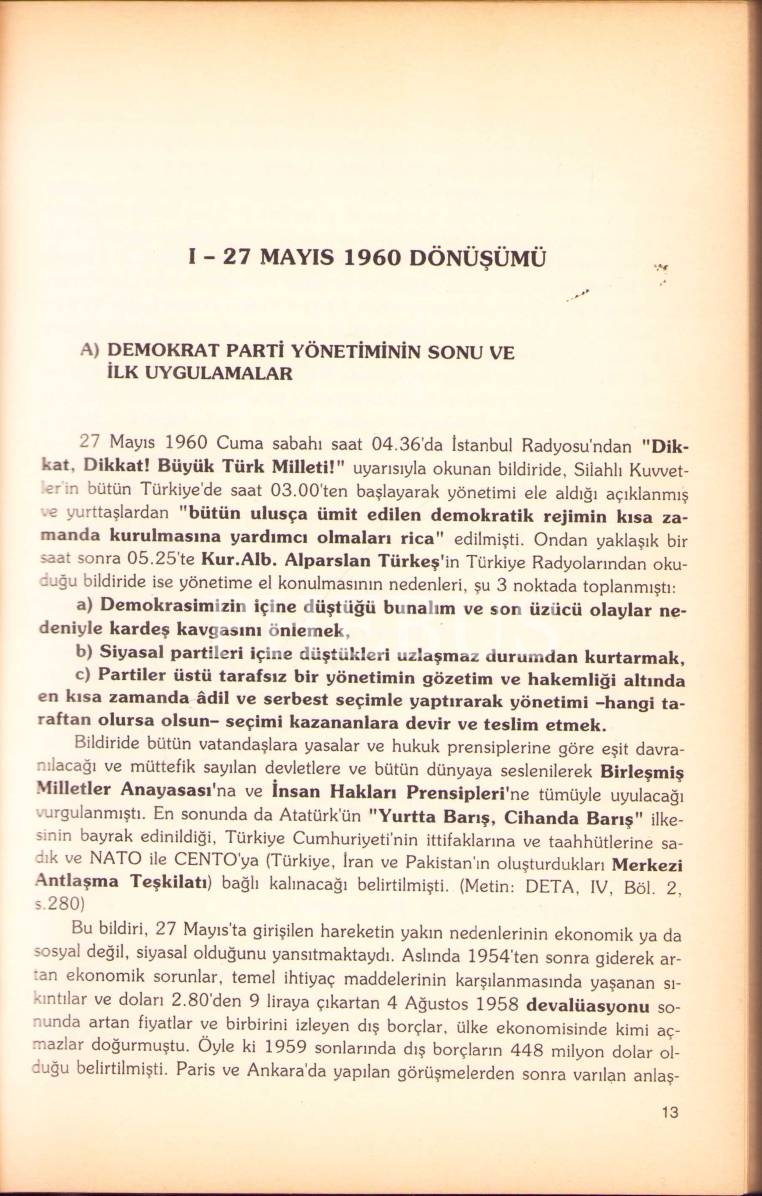 I – 27 MAYIS 1960 DÖNÜŞÜMÜ
A) DEMOKRAT PARTİ YÖNETİMİNİN SONU VE
İLK UYGULAMALAR
27 Mayıs 1960 Cuma sabahı saat 04.36'da İstanbul Radyosu'ndan "Dik-
kat, Dikkat! Büyük Türk Milleti!" uyarısıyla okunan bildiride, Silahlı Kuvvet-
ler'in bütün Türkiye'de saat 03.00'ten başlayarak yönetimi ele aldığı açıklanmış
ve yurttaşlardan "bütün ulusça ümit edilen demokratik rejimin kısa za-
manda kurulmasına yardımcı olmaları rica" edilmişti. Ondan yaklaşık bir
saat sonra 05.25'te Kur.Alb. Alparslan Türkeş'in Türkiye Radyolarından oku-
duğu bildiride ise yönetime el konulmasının nedenleri, şu 3 noktada toplanmıştı:
a) Demokrasimizin içine düştüğü bunalım ve son üzücü olaylar ne-
deniyle kardeş kavgasını önlemek,
b) Siyasal partileri içine düştükleri uzlaşmaz durumdan kurtarmak,
c) Partiler üstü tarafsız bir yönetimin gözetim ve hakemliği altında
en kısa zamanda âdil ve serbest seçimle yaptırarak yönetimi –hangi ta-
raftan olursa olsun– seçimi kazananlara devir ve teslim etmek.
Bildiride bütün vatandaşlara yasalar ve hukuk prensiplerine göre eşit davra-
nılacağı ve müttefik sayılan devletlere ve bütün dünyaya seslenilerek Birleşmiş
Milletler Anayasası'na ve İnsan Hakları Prensipleri'ne tümüyle uyulacağı
vurgulanmıştı. En sonunda da Atatürk'ün "Yurtta Barış, Cihanda Barış" ilke-
sinin bayrak edinildiği, Türkiye Cumhuriyeti'nin ittifaklarına ve taahhütlerine sa-
dık ve NATO ile CENTO'ya (Türkiye, İran ve Pakistan'ın oluşturdukları Merkezi
Antlaşma Teşkilatı) bağlı kalınacağı belirtilmişti. (Metin: DETA, IV, Böl. 2,
s.280)
Bu bildiri, 27 Mayıs'ta girişilen hareketin yakın nedenlerinin ekonomik ya da
sosyal değil, siyasal olduğunu yansıtmaktaydı. Aslında 1954'ten sonra giderek ar-
tan ekonomik sorunlar, temel ihtiyaç maddelerinin karşılanmasında yaşanan sı-
kıntılar ve doları 2.80'den 9 liraya çıkartan 4 Ağustos 1958 devalüasyonu so-
nunda artan fiyatlar ve birbirini izleyen dış borçlar, ülke ekonomisinde kimi aç-
mazlar doğurmuştu. Öyle ki 1959 sonlarında dış borçların 448 milyon dolar ol-
duğu belirtilmişti. Paris ve Ankara'da yapılan görüşmelerden sonra varılan anlaş-
13